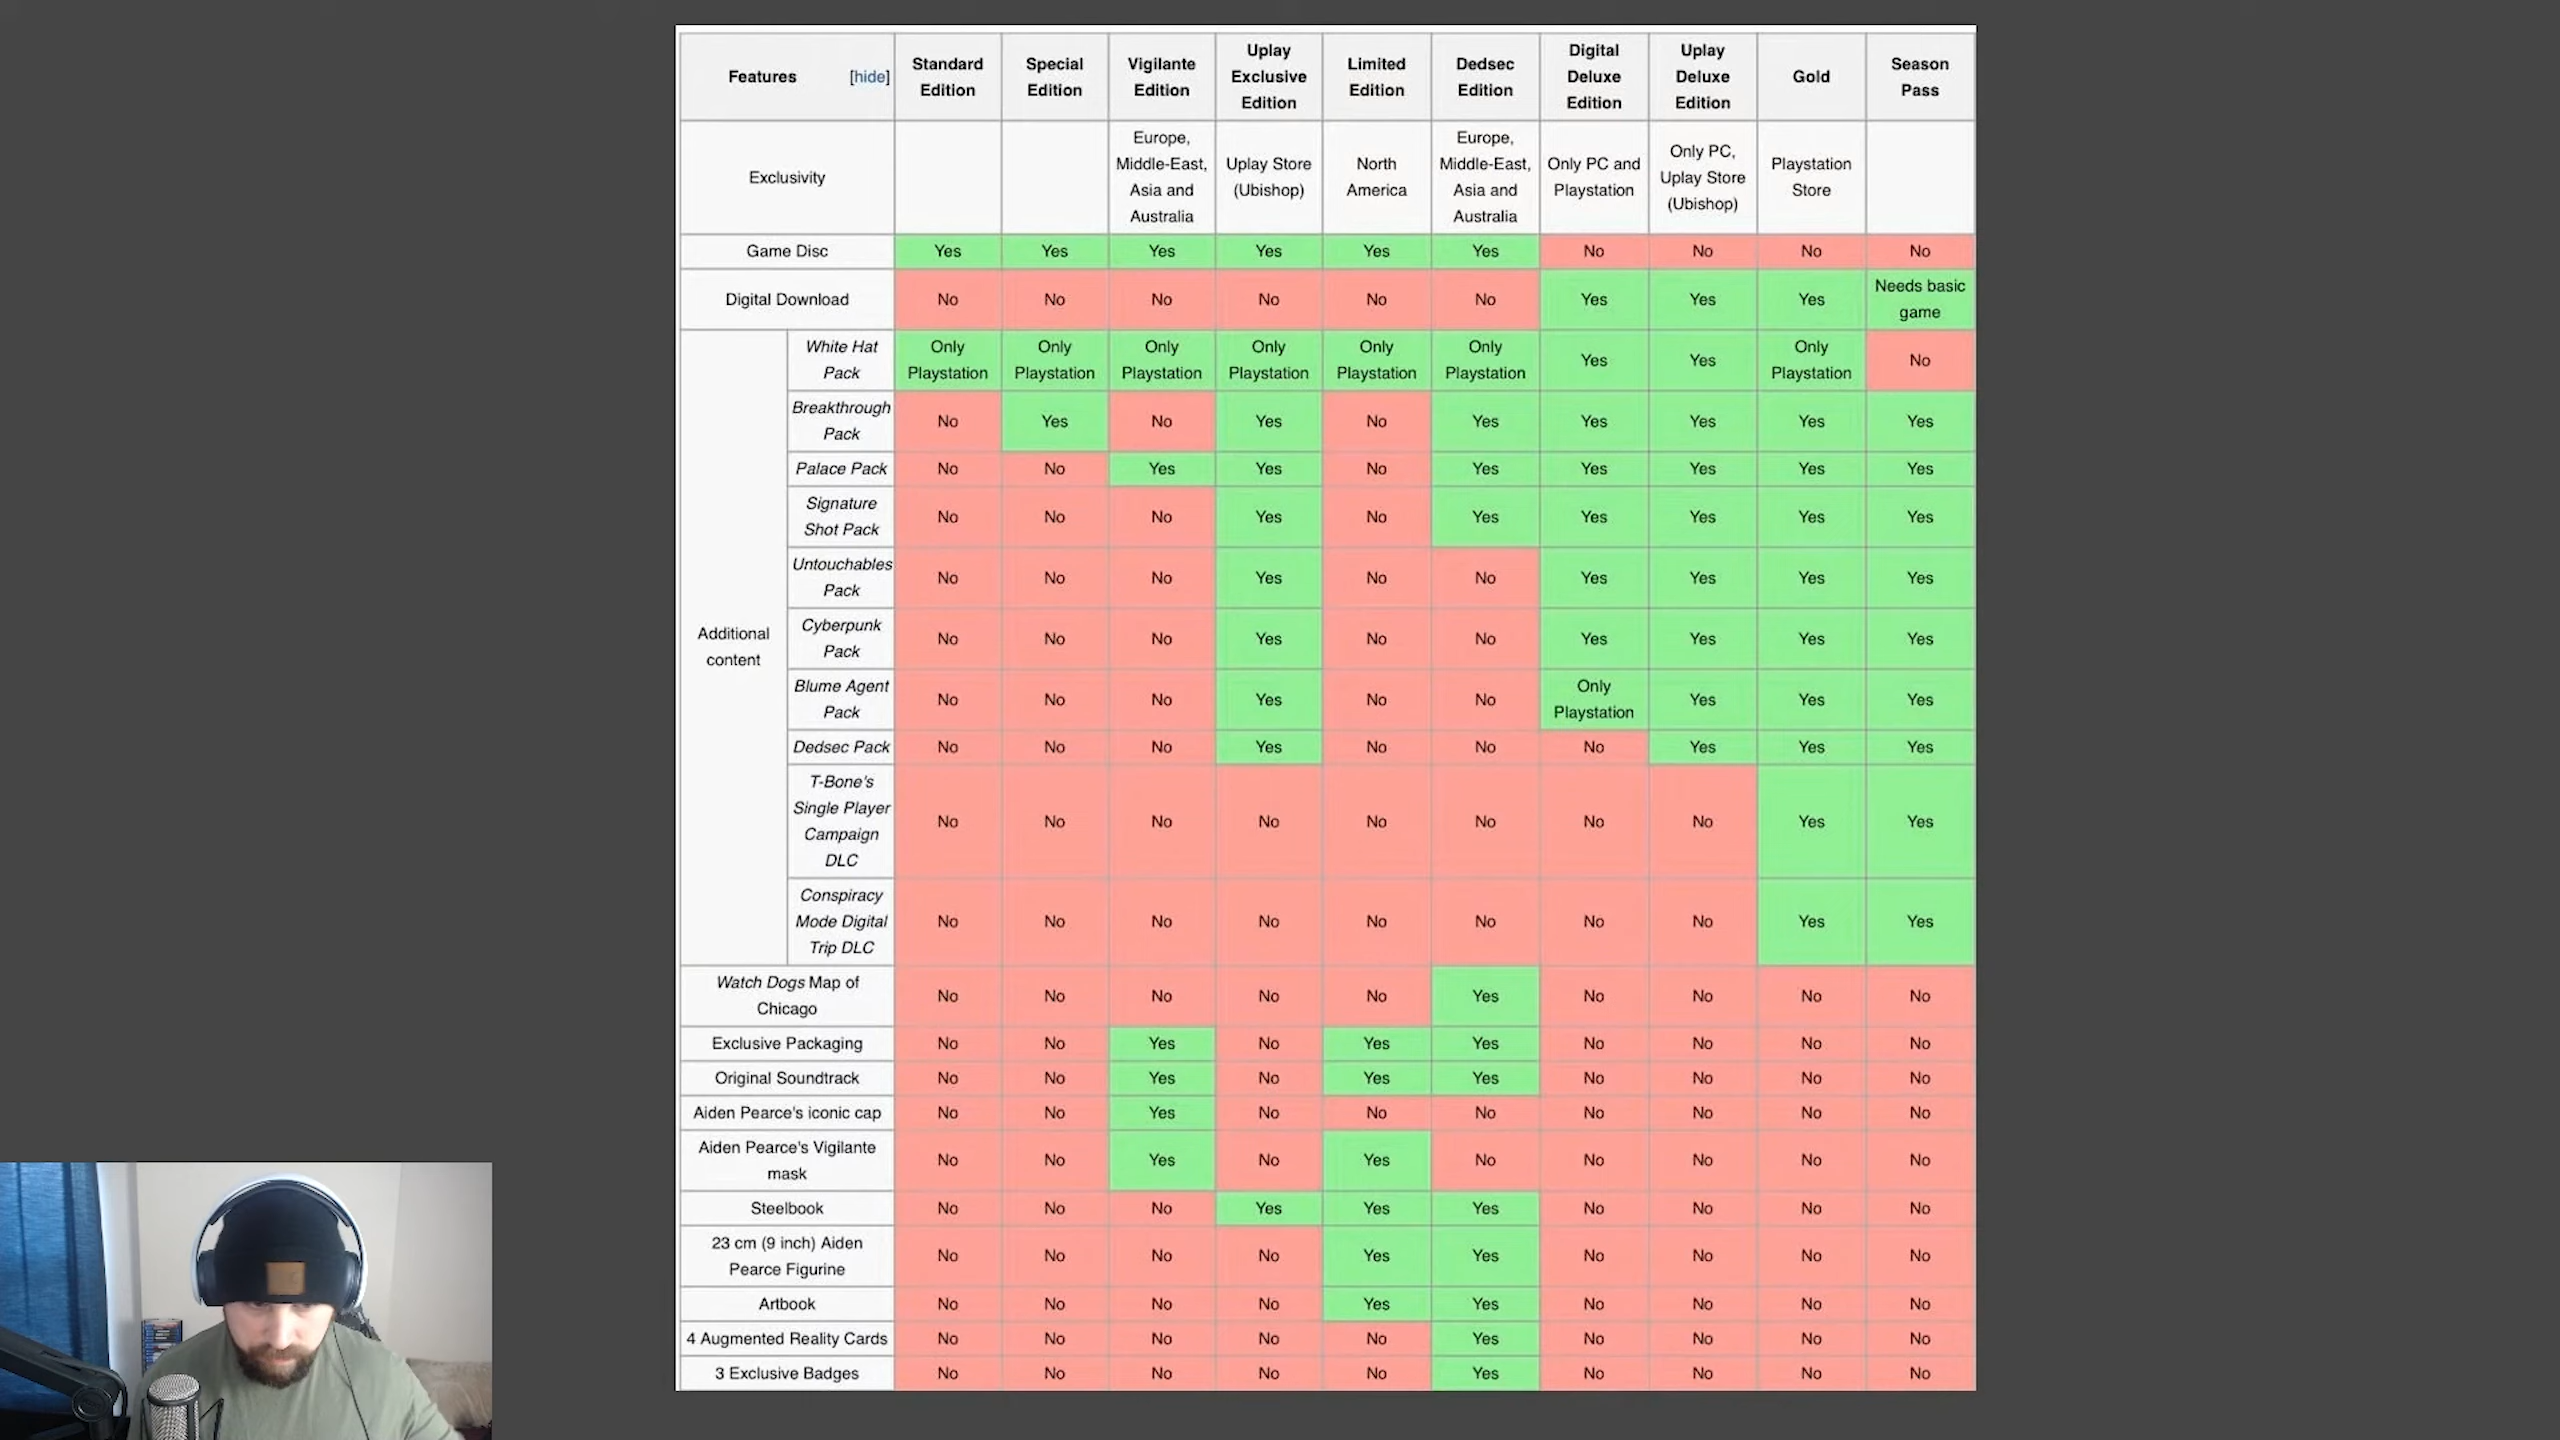 Features [hide] Standard Edition Special Edition Vigilante Edition Uplay Exclusive Edition Limited Edition Dedsec Edition Digital Deluxe Edition Uplay Deluxe Edition Gold Season Pass
Exclusivity Europe, Middle-East, Asia and Australia Uplay Store (Ubishop) North America Europe, Middle-East, Asia and Australia Only PC and Playstation Only PC, Uplay Store (Ubishop) Playstation Store
Game Disc Yes Yes Yes Yes Yes Yes No No No No
Digital Download No No No No No No Yes Yes Yes Needs basic game
Additional content
White Hat Pack Only Playstation Only Playstation Only Playstation Only Playstation Only Playstation Only Playstation Yes Yes Only Playstation No
Breakthrough Pack No Yes No Yes No Yes Yes Yes Yes Yes
Palace Pack No No Yes Yes No Yes Yes Yes Yes Yes
Signature Shot Pack No No No Yes No Yes Yes Yes Yes Yes
Untouchables Pack No No No Yes No No Yes Yes Yes Yes
Cyberpunk Pack No No No Yes No No Yes Yes Yes Yes
Blume Agent Pack No No No Yes No No Only Playstation Yes Yes Yes
Dedsec Pack No No No Yes No No No Yes Yes Yes
T-Bone's Single Player Campaign DLC No No No No No No No No Yes Yes
Conspiracy Mode Digital Trip DLC No No No No No No No No Yes Yes
Watch Dogs Map of Chicago No No No No No Yes No No No No
Exclusive Packaging No No Yes No Yes Yes No No No No
Original Soundtrack No No Yes No Yes Yes No No No No
Aiden Pearce's iconic cap No No Yes No No No No No No No
Aiden Pearce's Vigilante mask No No Yes No Yes No No No No No
Steelbook No No No Yes Yes Yes No No No No
23 cm (9 inch) Aiden Pearce Figurine No No No No Yes Yes No No No No
Artbook No No No No Yes Yes No No No No
4 Augmented Reality Cards No No No No No Yes No No No No
3 Exclusive Badges No No No No No Yes No No No No